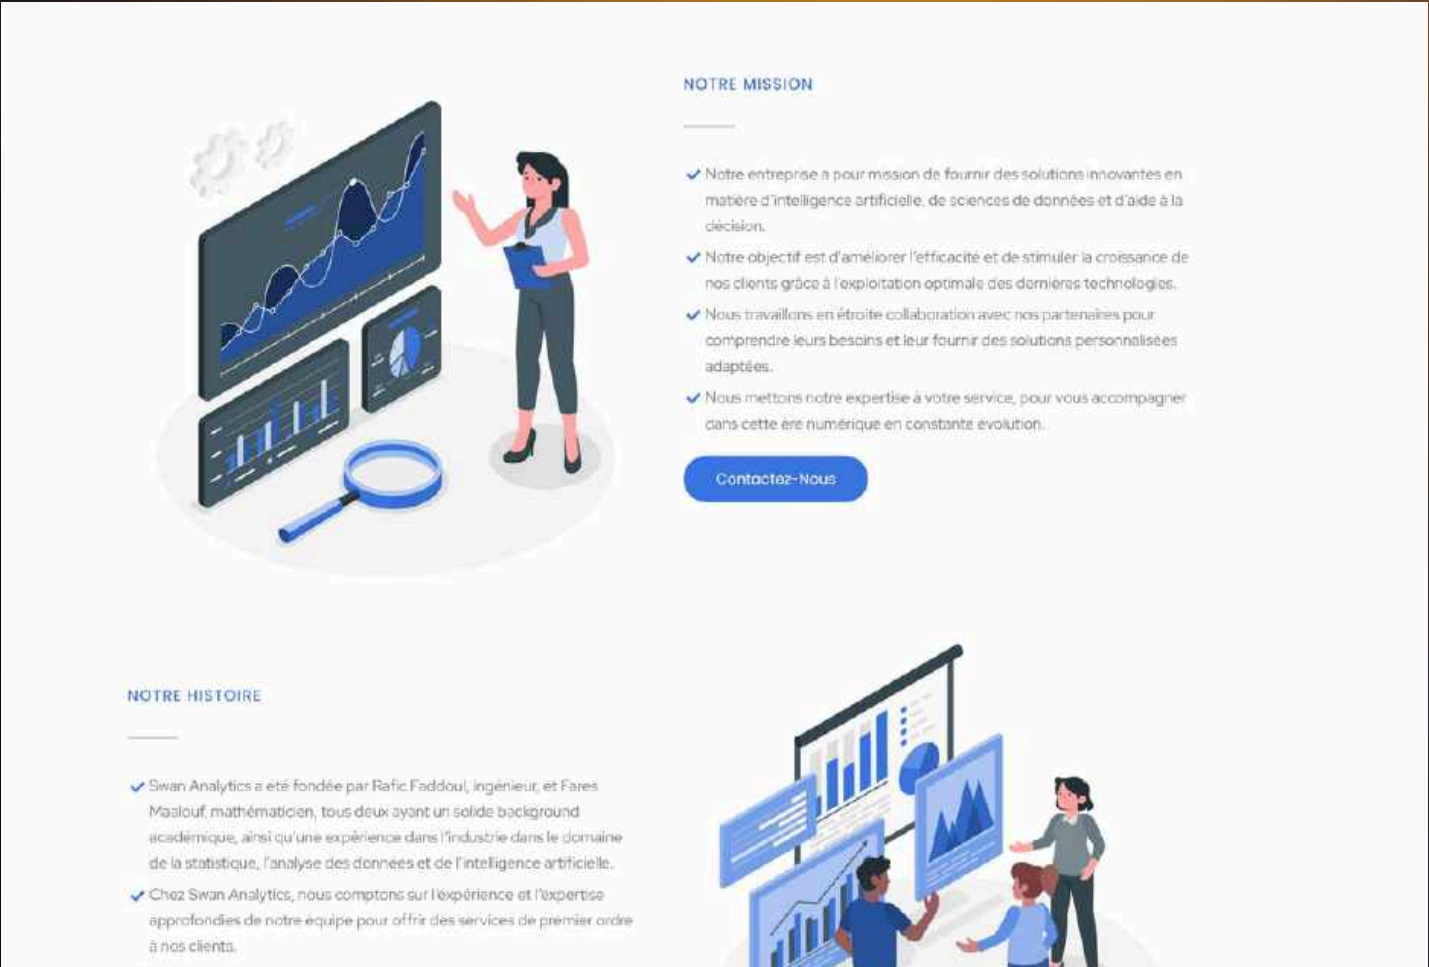 NOTRE MISSION
Notre entreprise a pour mission de fournir des solutions innovantes en
matière d'intelligence artificielle, de sciences de données et d'aide à la
décision.
Notre objectif est d'améliorer l'efficacité et de stimuler la croissance de
nos clients grâce à l'exploitation optimale des dernières technologies.
Nous travaillons en étroite collaboration avec nos partenaires pour
comprendre leurs besoins et leur fournir des solutions personnalisées
adaptées.
Nous mettons notre expertise à votre service, pour vous accompagner
dans cette ère numérique en constante évolution.
Contactez-Nous
NOTRE HISTOIRE
Swan Analytics a été fondée par Rafic Faddoul, ingénieur, et Fares
Maalouf, mathématicien, tous deux ayant un solide background
académique, ainsi qu'une expérience dans l'industrie dans le domaine
de la statistique, l'analyse des données et de l'intelligence artificielle.
Chez Swan Analytics, nous comptons sur l'expérience et l'expertise
approfondies de notre équipe pour offrir des services de premier ordre
à nos clients.